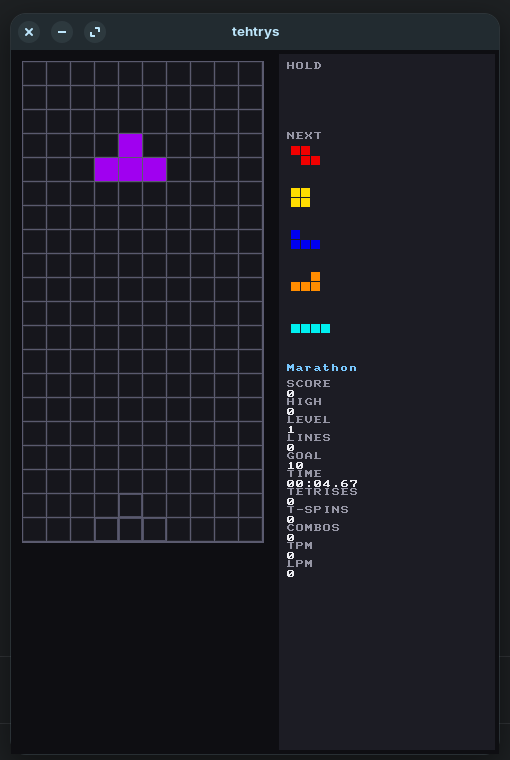 tehtrys
HOLD
NEXT
Marathon
SCORE
0
HIGH
0
LEVEL
1
LINES
0
GOAL
10
TIME
00:04.67
TETRISES
0
T-SPINS
0
COMBOS
0
TPM
0
LPM
0